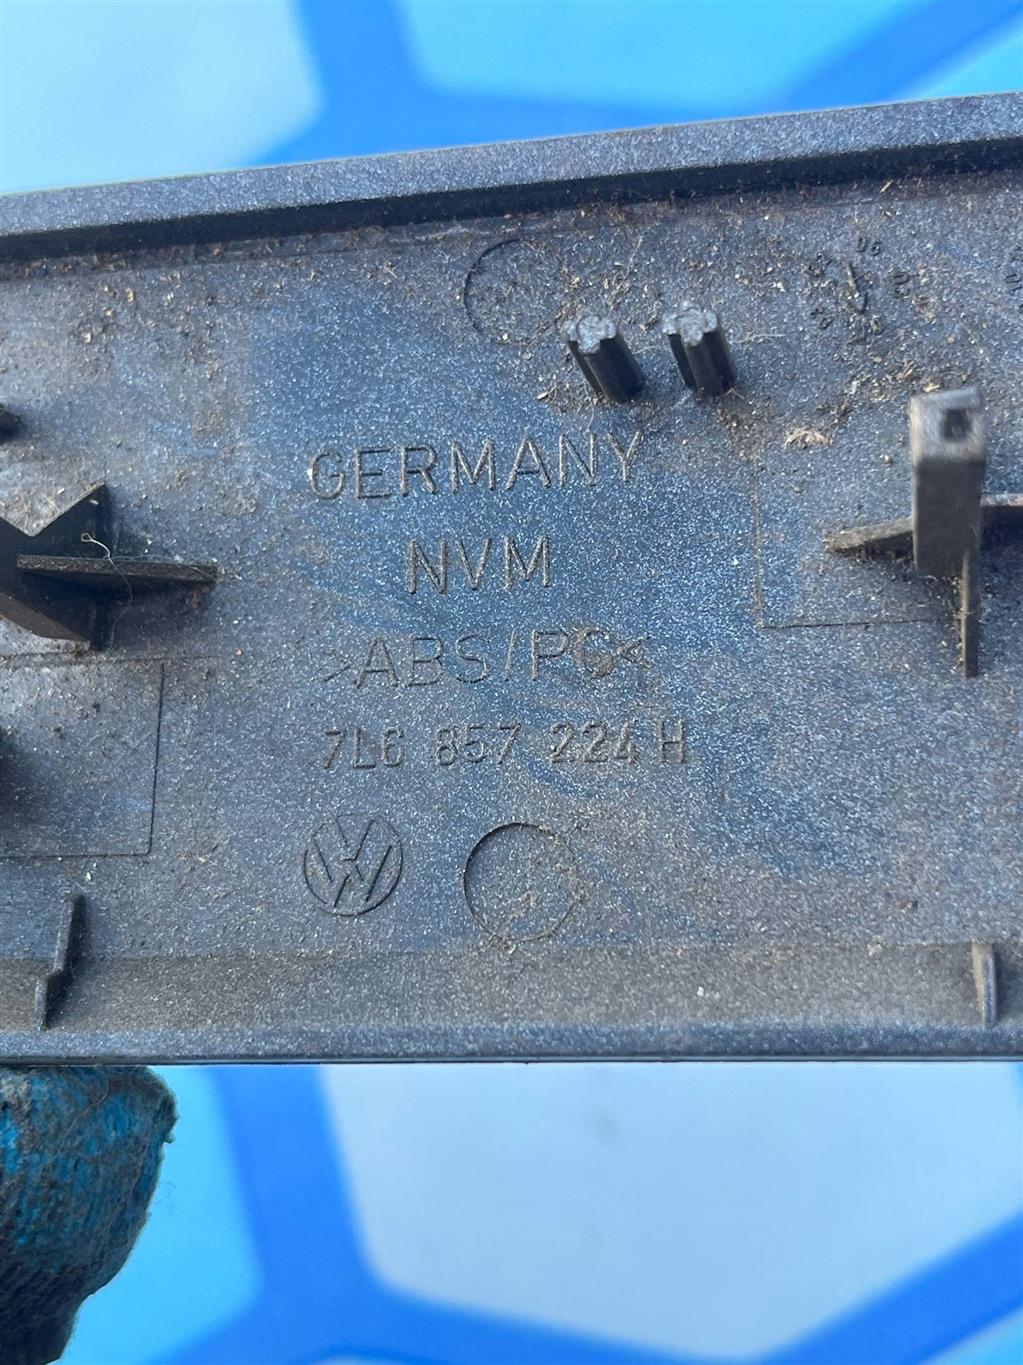 GERMANY
NVM
>ABS/PC<
7L6 857 224 H